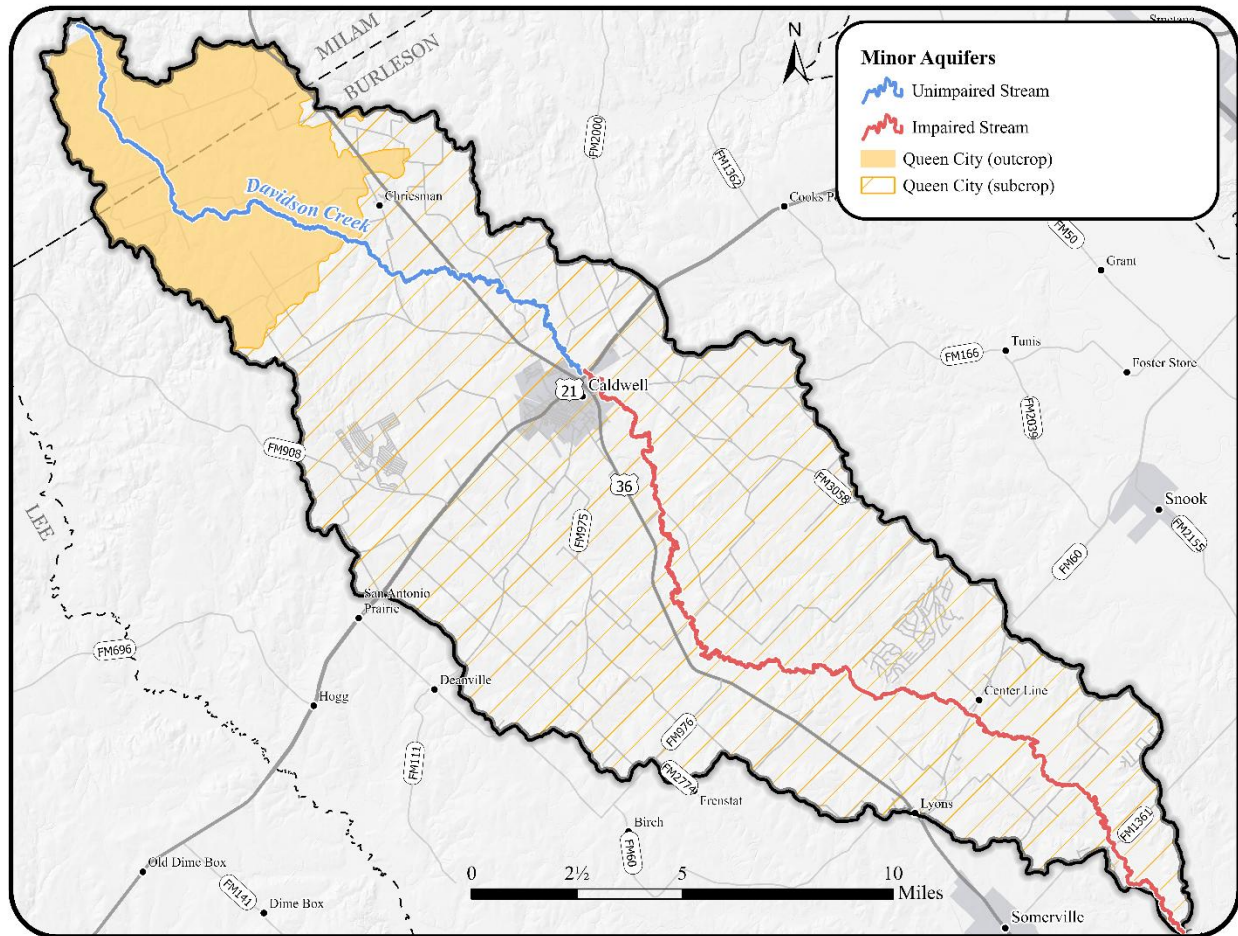 MILAM
BURLESON
N
Minor Aquifers
Unimpaired Stream
Impaired Stream
Queen City (outcrop)
Queen City (subcrop)
FM2000
FM1362
Cooks
FM50
Grant
Davidson Creek
Chriesman
FM166
Tunis
Foster Store
FM2039
21
Caldwell
FM908
LEE
36
FM3058
Snook
FM2155
FM975
FM60
San Antonio
Prairie
FM696
Hogg
Deanville
Center Line
FM111
FM976
FM2774
Frenstat
Lyons
FM1361
Birch
FM60
Old Dime Box
FM141
Dime Box
0 2½ 5 10
Miles
Somerville